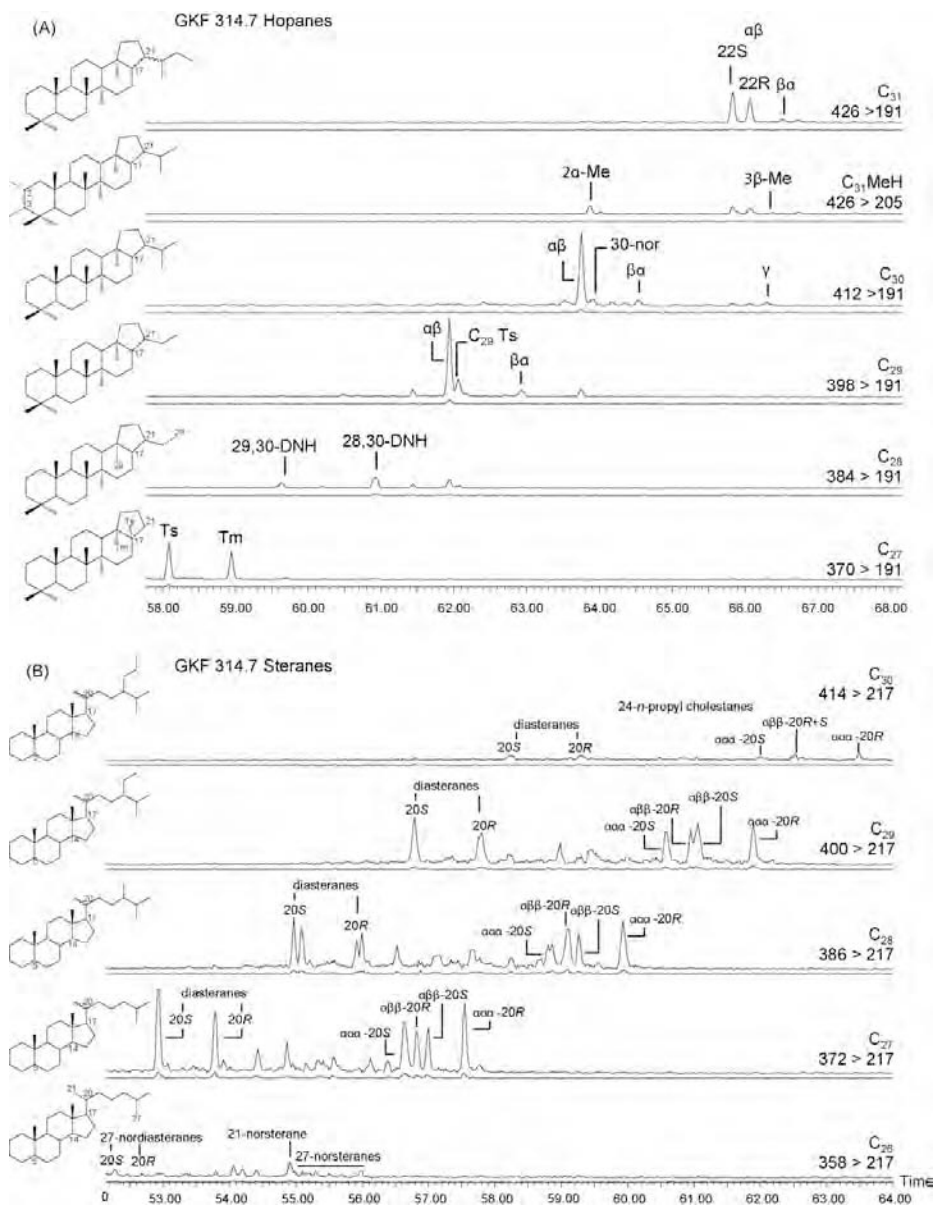 (A) GKF 314.7 Hopanes
αβ
22S
22R
βα
C31
426 >191
2α-Me
3β-Me
C31MeH
426 > 205
αβ
30-nor
βα
γ
C30
412 >191
αβ
C29 Ts
βα
C29
398 > 191
29,30-DNH
28,30-DNH
C28
384 > 191
Ts
Tm
C27
370 > 191
58.00 59.00 60.00 61.00 62.00 63.00 64.00 65.00 66.00 67.00 68.00
(B) GKF 314.7 Steranes
C30
414 > 217
24-n-propyl cholestanes
diasteranes
αββ-20R+S
20S
20R
ααα -20S
ααα -20R
diasteranes
20S
20R
αββ-20R
αββ-20S
ααα -20S
ααα -20R
C29
400 > 217
diasteranes
20S
20R
αββ-20R
αββ-20S
ααα -20S
ααα -20R
C28
386 > 217
diasteranes
20S
20R
αββ-20R
αββ-20S
ααα -20S
ααα -20R
C27
372 > 217
27-nordiasteranes
20S
20R
21-norsterane
27-norsteranes
C26
358 > 217
0 53.00 54.00 55.00 56.00 57.00 58.00 59.00 60.00 61.00 62.00 63.00 64.00 Time